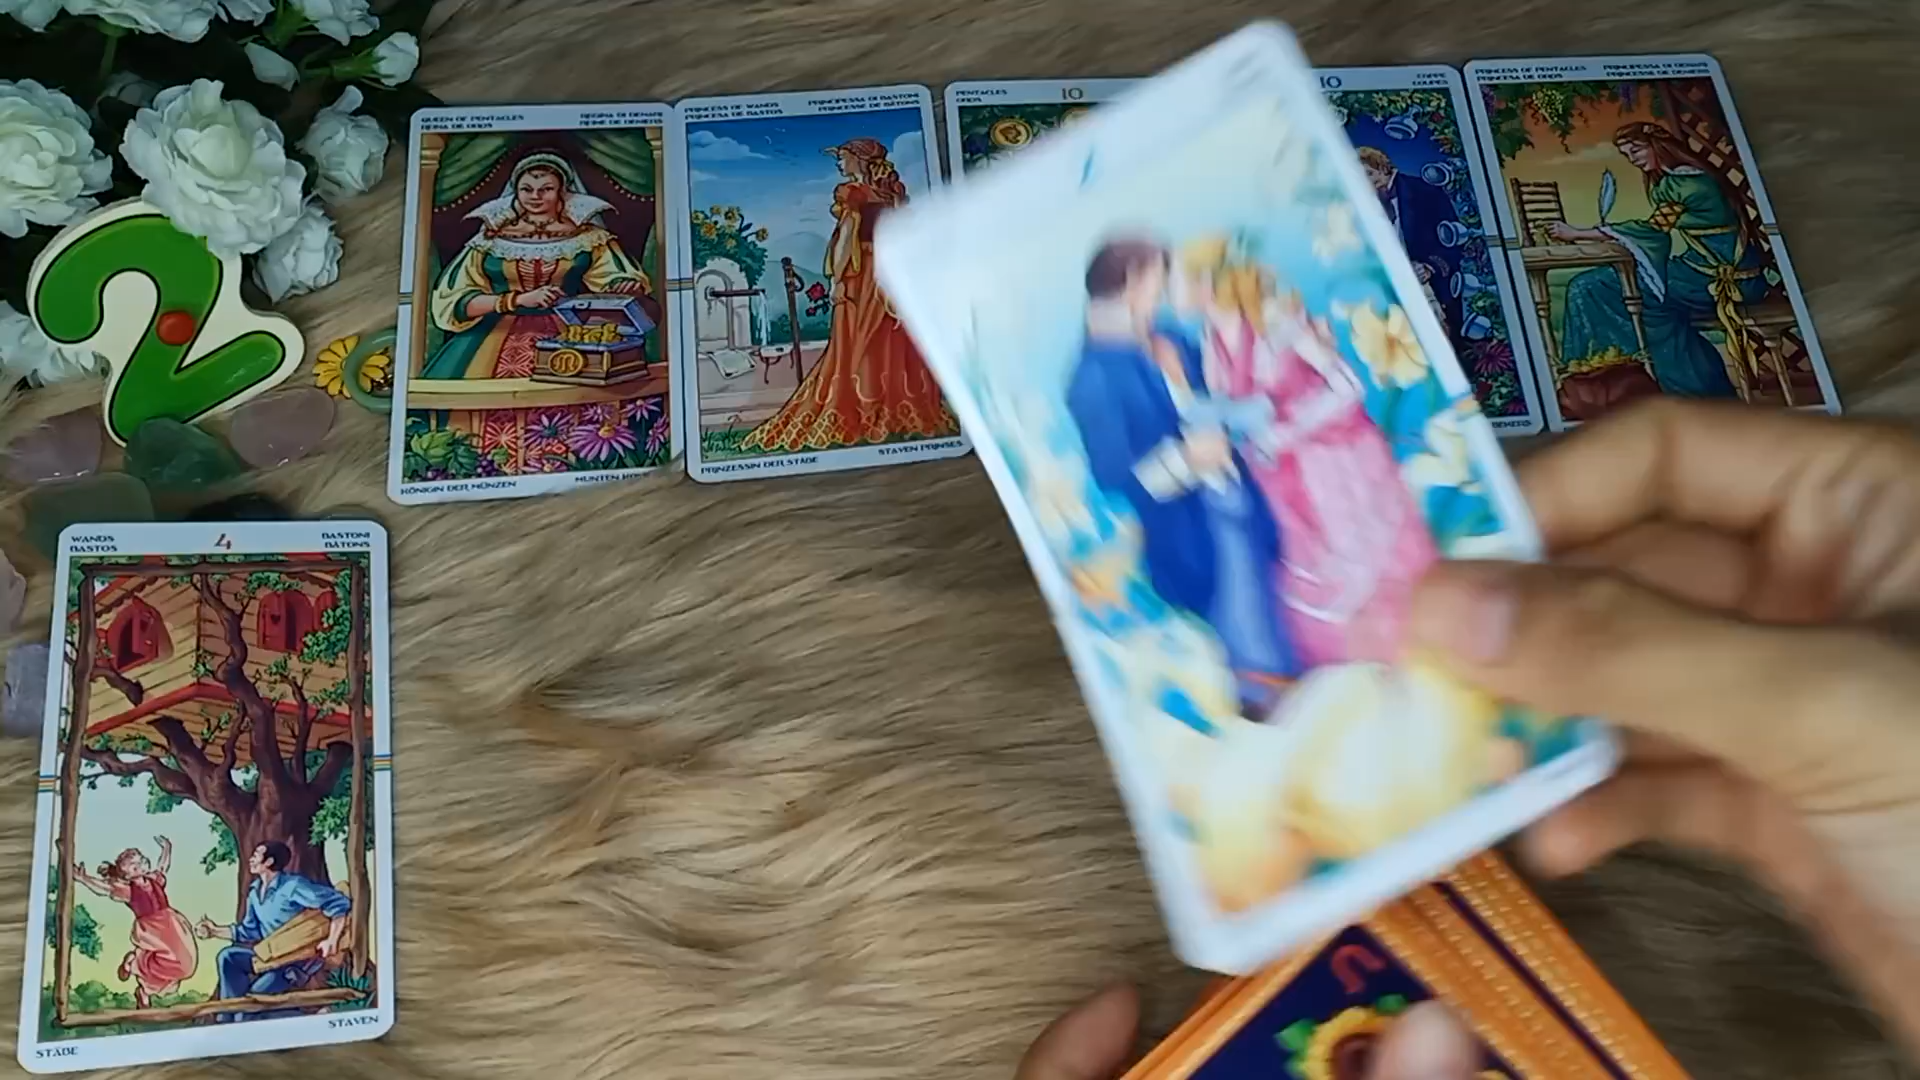 QUEEN OF PENTACLES
REINA DE OROS
REGINA DI DENARI
REINE DE DENIERS
KÖNIGIN DER MÜNZEN
MUNTEN
PRINCESS OF WANDS
PRINCESA DE BASTOS
PRINCIPESSA DI BASTONI
PRINCESSE DE BÂTONS
PRINZESSIN DER STÄBE
STAVEN PRINSES
PENTACLES
OROS
10
10
COPPE
COUPES
PRINCESS OF PENTACLES
PRINCESA DE OROS
PRINCIPESSA DI DENARI
PRINCESSE DE DENIERS
2
WANDS
BASTOS
4
BASTONI
BÂTONS
STÄBE
STAVEN